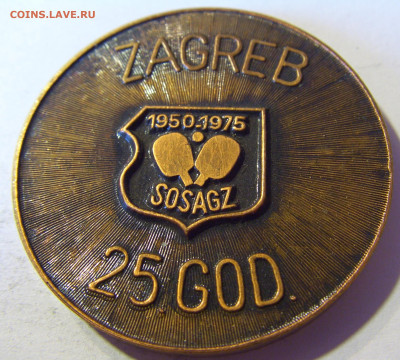 COINS.LAVE.RU
ZAGREB
1950-1975
SOSAGZ
25 GOD.